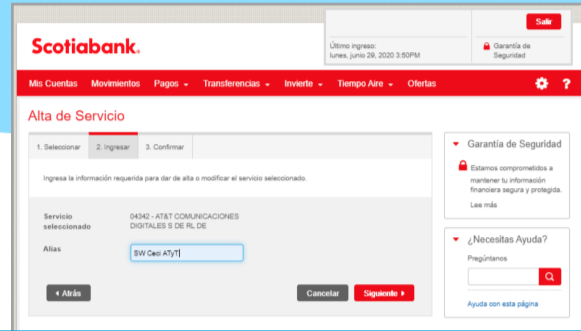 Salir
Scotiabank.
Último ingreso:
lunes, junio 29, 2020 3:50PM
Garantía de
Seguridad
Mis Cuentas Movimientos Pagos Transferencias Invierte Tiempo Aire Ofertas ?
Alta de Servicio
1. Seleccionar 2. Ingresar 3. Confirmar
Ingresa la información requerida para dar de alta o modificar el servicio seleccionado.
Servicio
seleccionado
04342 - AT&T COMUNICACIONES
DIGITALES S DE RL DE
Alias
SW Ceci ATyT
Atrás Cancelar Siguiente
Garantía de Seguridad
Estamos comprometidos a
mantener tu información
financiera segura y protegida.
Lee más
¿Necesitas Ayuda?
Pregúntanos
Ayuda con esta página